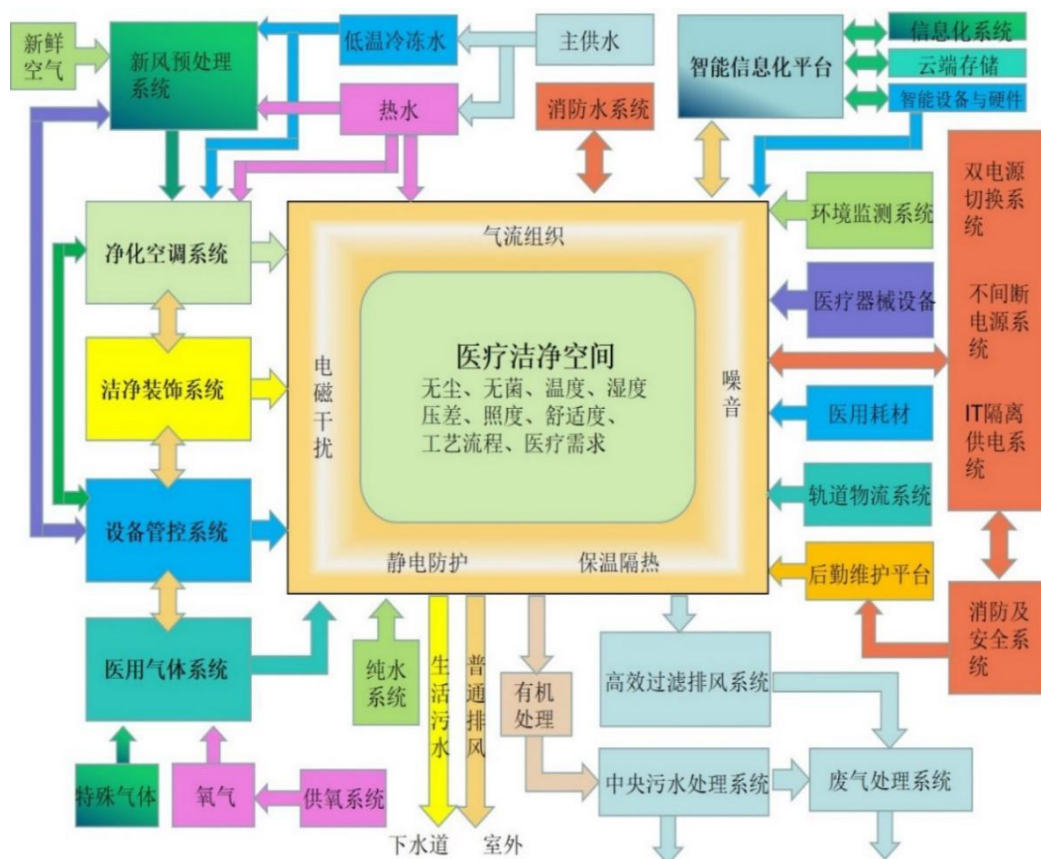 新鲜
空气
新风预处理
系统
低温冷冻水
主供水
热水
消防水系统
智能信息化平台
信息化系统
云端存储
智能设备与硬件
双电源
切换系
统
不间断
电源系
统
IT隔离
供电系
统
净化空调系统
洁净装饰系统
设备管控系统
医用气体系统
气流组织
电磁干扰
噪音
医疗洁净空间
无尘、无菌、温度、湿度
压差、照度、舒适度、
工艺流程、医疗需求
静电防护
保温隔热
环境监测系统
医疗器械设备
医用耗材
轨道物流系统
后勤维护平台
消防及
安全系
统
特殊气体
氧气
供氧系统
纯水
系统
生活污水
普通排风
有机
处理
高效过滤排风系统
中央污水处理系统
废气处理系统
下水道
室外